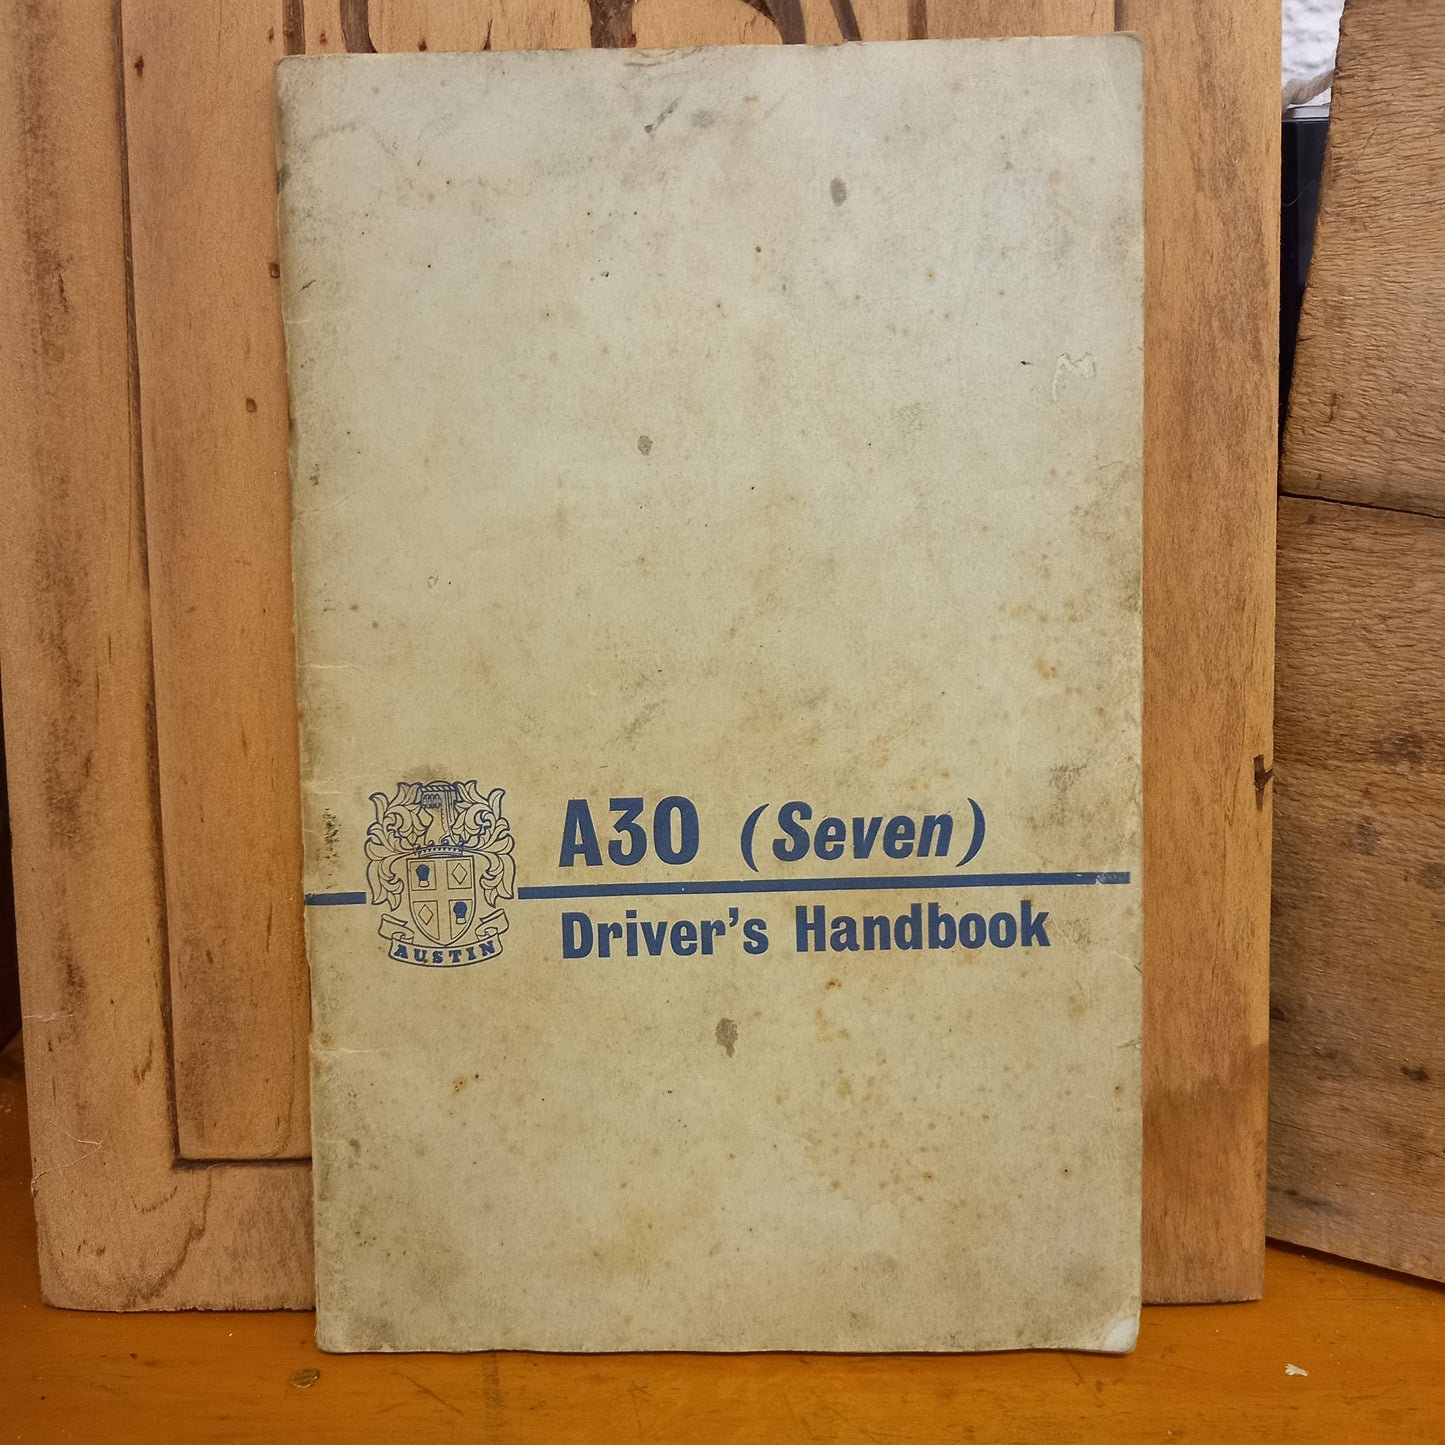 A30 (Seven)
Driver's Handbook
AUSTIN